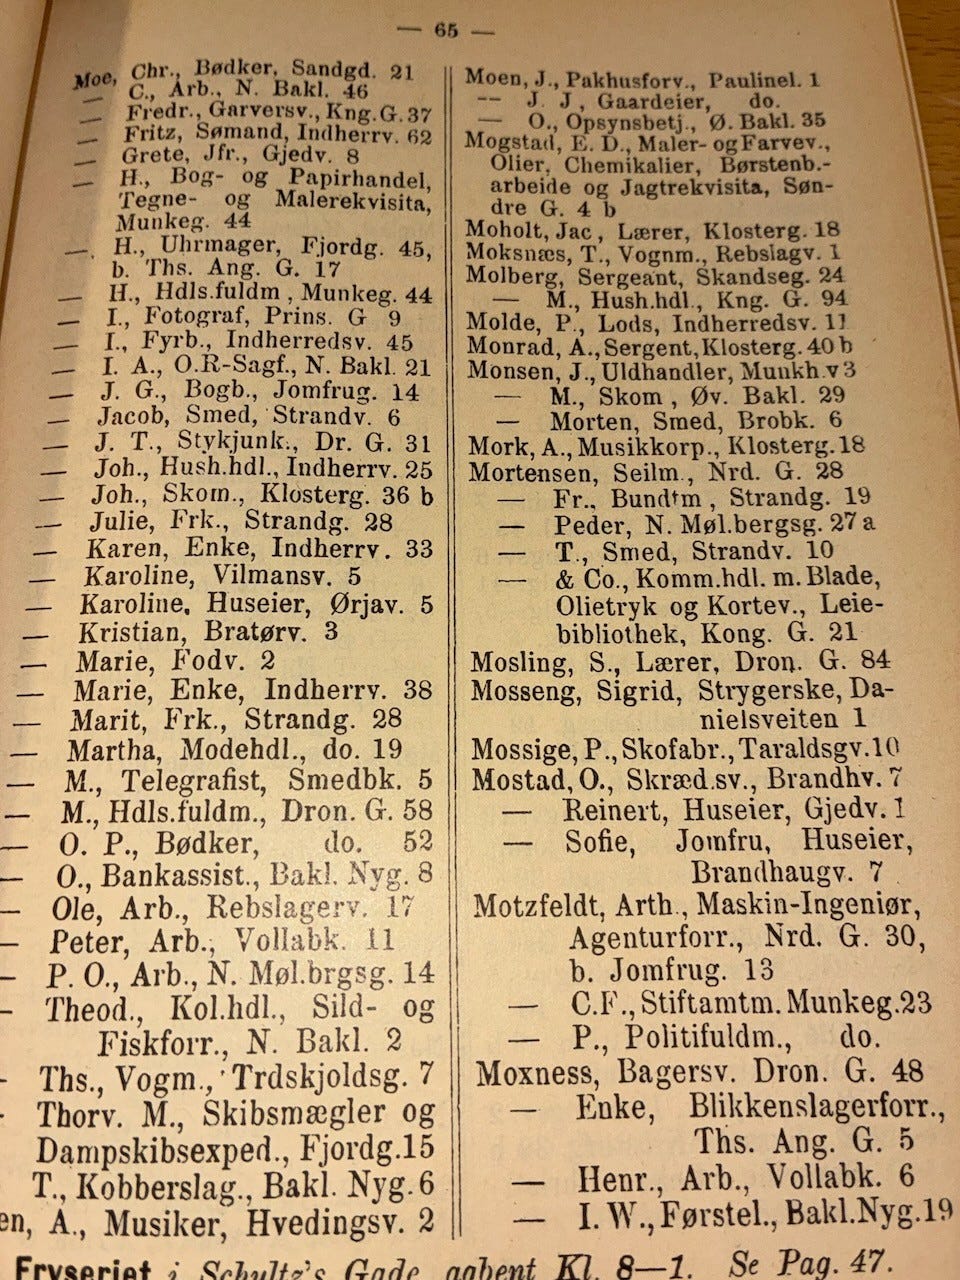 — 65 —
Moe, Chr., Bødker, Sandgd. 21
— C., Arb., N. Bakl. 46
— Fredr., Garversv., Kng. G. 37
— Fritz, Sømand, Indherrv. 62
— Grete, Jfr., Gjedv. 8
— H., Bog- og Papirhandel,
Tegne- og Malerekvisita,
Munkeg. 44
— H., Uhrmager, Fjordg. 45,
b. Ths. Ang. G. 17
— H., Hdls.fuldm , Munkeg. 44
— I., Fotograf, Prins. G 9
— I., Fyrb., Indherredsv. 45
— I. A., O.R-Sagf., N. Bakl. 21
— J. G., Bogb., Jomfrug. 14
— Jacob, Smed, Strandv. 6
— J. T., Stykjunk., Dr. G. 31
— Joh., Hush.hdl., Indherrv. 25
— Joh., Skom., Klosterg. 36 b
— Julie, Frk., Strandg. 28
— Karen, Enke, Indherrv. 33
— Karoline, Vilmansv. 5
— Karoline, Huseier, Ørjav. 5
— Kristian, Bratørv. 3
— Marie, Fodv. 2
— Marie, Enke, Indherrv. 38
— Marit, Frk., Strandg. 28
— Martha, Modehdl., do. 19
— M., Telegrafist, Smedbk. 5
— M., Hdls.fuldm., Dron. G. 58
— O. P., Bødker, do. 52
— O., Bankassist., Bakl. Nyg. 8
— Ole, Arb., Rebslagerv. 17
— Peter, Arb., Vollabk. 11
— P. O., Arb., N. Møl.brgsg. 14
— Theod., Kol.hdl., Sild- og
Fiskforr., N. Bakl. 2
- Ths., Vogm., Trdskjoldsg. 7
- Thorv. M., Skibsmægler og
Dampskibsexped., Fjordg. 15
T., Kobberslag., Bakl. Nyg. 6
en, A., Musiker, Hvedingsv. 2
Moen, J., Pakhusforv., Paulinel. 1
— J. J , Gaardeier, do.
— O., Opsynsbetj., Ø. Bakl. 35
Mogstad, E. D., Maler- og Farvev.,
Olier, Chemikalier, Børstenb.-
arbeide og Jagtrekvisita, Søn-
dre G. 4 b
Moholt, Jac , Lærer, Klosterg. 18
Moksnæs, T., Vognm., Rebslagv. 1
Molberg, Sergeant, Skandseg. 24
— M., Hush.hdl., Kng. G. 94
Molde, P., Lods, Indherredsv. 11
Monrad, A., Sergent, Klosterg. 40 b
Monsen, J., Uldhandler, Munkh.v 3
— M., Skom , Øv. Bakl. 29
— Morten, Smed, Brobk. 6
Mork, A., Musikkorp., Klosterg. 18
Mortensen, Seilm., Nrd. G. 28
— Fr., Bundtm , Strandg. 19
— Peder, N. Møl.bergsg. 27 a
— T., Smed, Strandv. 10
— & Co., Komm.hdl. m. Blade,
Olietryk og Kortev., Leie-
bibliothek, Kong. G. 21
Mosling, S., Lærer, Dron. G. 84
Mosseng, Sigrid, Strygerske, Da-
nielsveiten 1
Mossige, P., Skofabr., Taraldsgv. 10
Mostad, O., Skræd.sv., Brandhv. 7
— Reinert, Huseier, Gjedv. 1
— Sofie, Jomfru, Huseier,
Brandhaugv. 7
Motzfeldt, Arth., Maskin-Ingeniør,
Agenturforr., Nrd. G. 30,
b. Jomfrug. 13
— C.F., Stiftamtm. Munkeg. 23
— P., Politifuldm., do.
Moxness, Bagersv. Dron. G. 48
— Enke, Blikkenslagerforr.,
Ths. Ang. G. 5
— Henr., Arb., Vollabk. 6
— I. W., Førstel., Bakl.Nyg. 19
Fryseriet i Schultz's Gade aabent Kl. 8—1. Se Pag. 47.